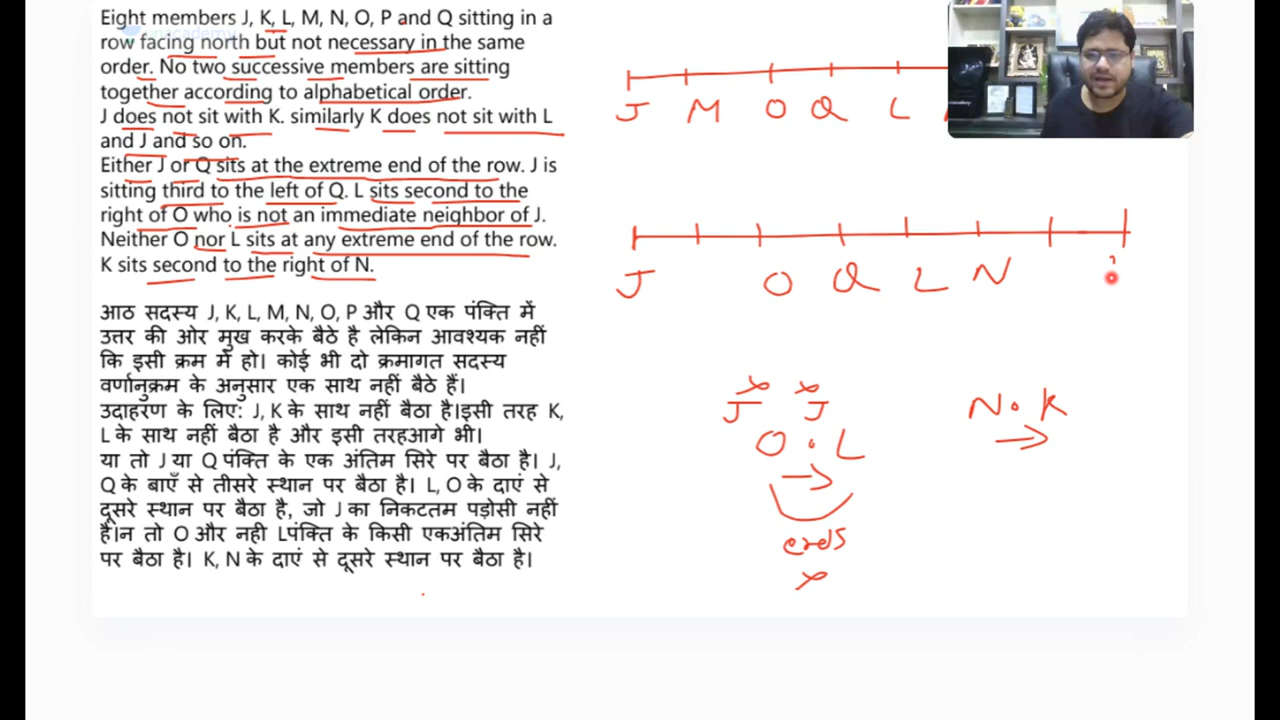 Eight members J, K, L, M, N, O, P and Q sitting in a
row facing north but not necessary in the same
order. No two successive members are sitting
together according to alphabetical order.
J does not sit with K. similarly K does not sit with L
and J and so on.
Either J or Q sits at the extreme end of the row. J is
sitting third to the left of Q. L sits second to the
right of O who is not an immediate neighbor of J.
Neither O nor L sits at any extreme end of the row.
K sits second to the right of N.
आठ सदस्य J, K, L, M, N, O, P और Q एक पंक्ति में
उत्तर की ओर मुख करके बैठे है लेकिन आवश्यक नहीं
कि इसी क्रम में हो। कोई भी दो क्रमागत सदस्य
वर्णानुक्रम के अनुसार एक साथ नहीं बैठे हैं।
उदाहरण के लिए: J, K के साथ नहीं बैठा है।इसी तरह K,
L के साथ नहीं बैठा है और इसी तरहआगे भी।
या तो J या Q पंक्ति के एक अंतिम सिरे पर बैठा है। J,
Q के बाएँ से तीसरे स्थान पर बैठा है। L, O के दाएं से
दूसरे स्थान पर बैठा है, जो J का निकटतम पड़ोसी नहीं
है।न तो O और नही Lपंक्ति के किसी एकअंतिम सिरे
पर बैठा है। K, N के दाएं से दूसरे स्थान पर बैठा है।
J M O Q L
J O Q L N
J J
O . L
ends
N . K